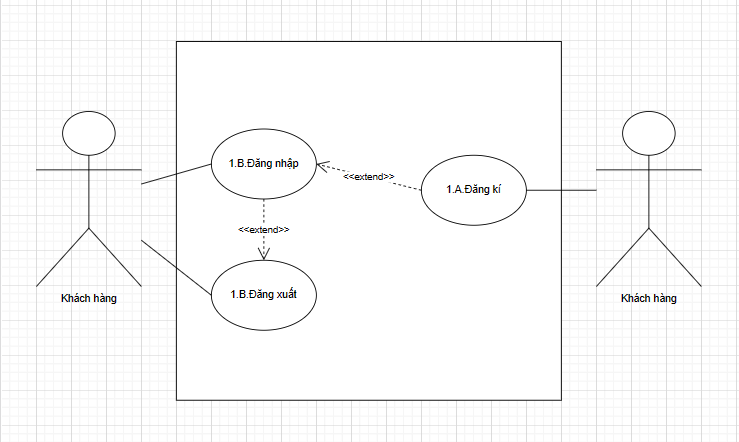 1.B.Đăng nhập
<<extend>>
1.A.Đăng kí
<<extend>>
1.B.Đăng xuất
Khách hàng
Khách hàng